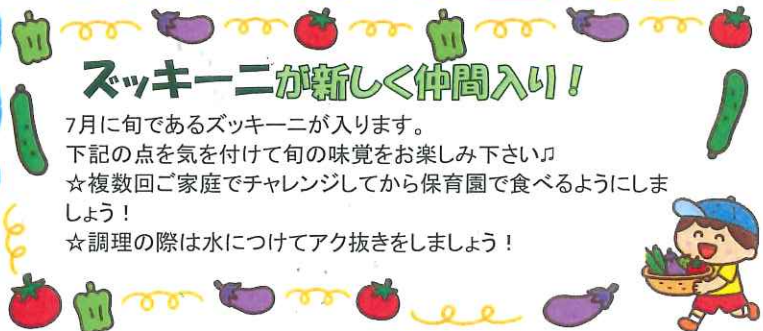 ズッキーニが新しく仲間入り！
7月に旬であるズッキーニが入ります。
下記の点を気を付けて旬の味覚をお楽しみ下さい♫
☆複数回ご家庭でチャレンジしてから保育園で食べるようにしま
しょう！
☆調理の際は水につけてアク抜きをしましょう！